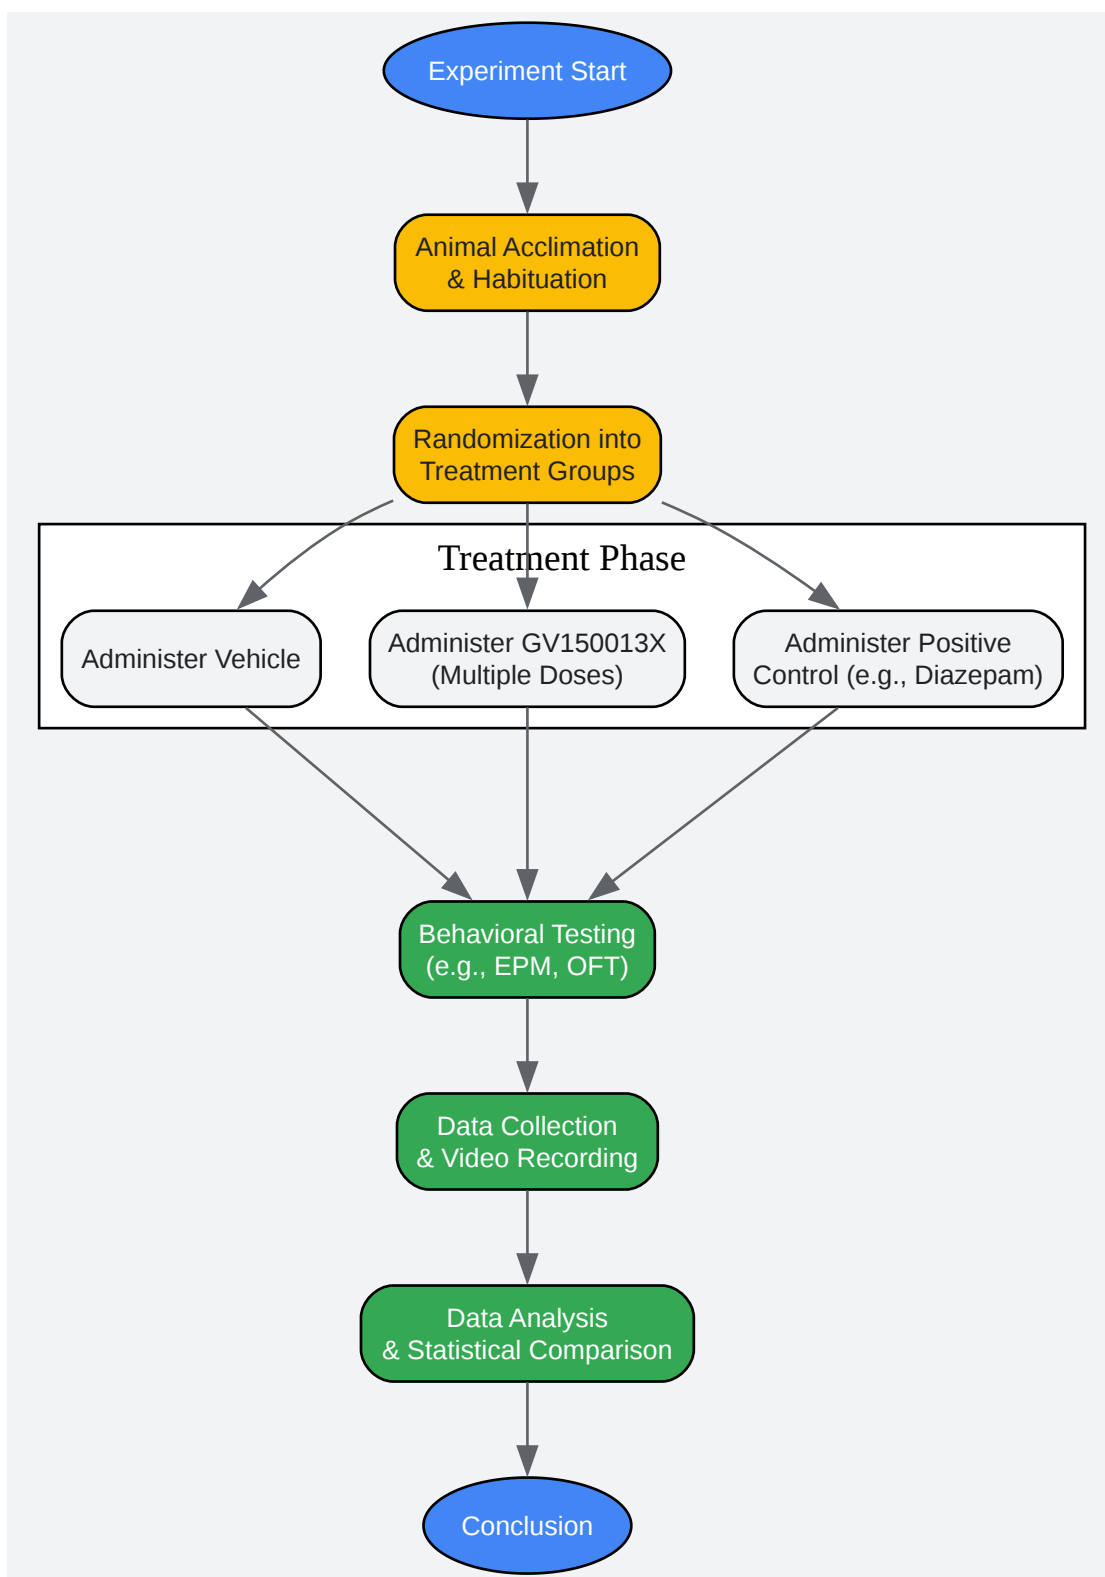 Experiment Start
Animal Acclimation
& Habituation
Randomization into
Treatment Groups
Treatment Phase
Administer Vehicle
Administer GV150013X
(Multiple Doses)
Administer Positive
Control (e.g., Diazepam)
Behavioral Testing
(e.g., EPM, OFT)
Data Collection
& Video Recording
Data Analysis
& Statistical Comparison
Conclusion